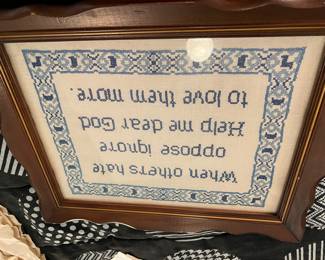 When others hate
oppose ignore
Help me dear God
to love them more.